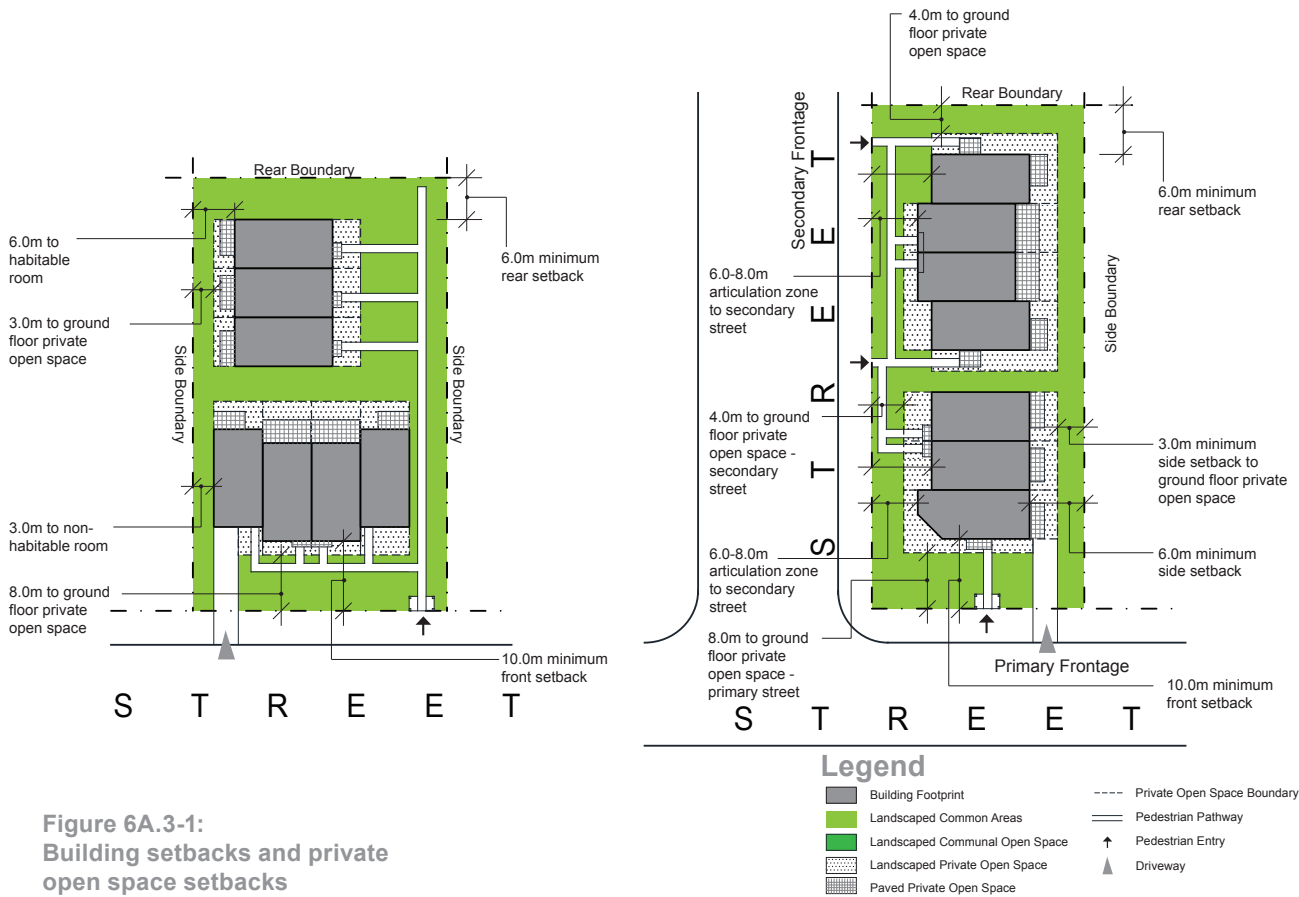 Rear Boundary
6.0m to
habitable
room
3.0m to ground
floor private
open space
Side Boundary
3.0m to non-
habitable room
8.0m to ground
floor private
open space
6.0m minimum
rear setback
Side Boundary
10.0m minimum
front setback
S T R E E T
4.0m to ground
floor private
open space
Rear Boundary
Secondary Frontage
S T R E E T
6.0m minimum
rear setback
6.0-8.0m
articulation zone
to secondary
street
Side Boundary
4.0m to ground
floor private
open space -
secondary
street
3.0m minimum
side setback to
ground floor private
open space
6.0-8.0m
articulation zone
to secondary
street
6.0m minimum
side setback
8.0m to ground
floor private
open space -
primary street
Primary Frontage
10.0m minimum
front setback
S T R E E T
Legend
Building Footprint
Landscaped Common Areas
Landscaped Communal Open Space
Landscaped Private Open Space
Paved Private Open Space
Private Open Space Boundary
Pedestrian Pathway
Pedestrian Entry
Driveway
Figure 6A.3-1:
Building setbacks and private
open space setbacks